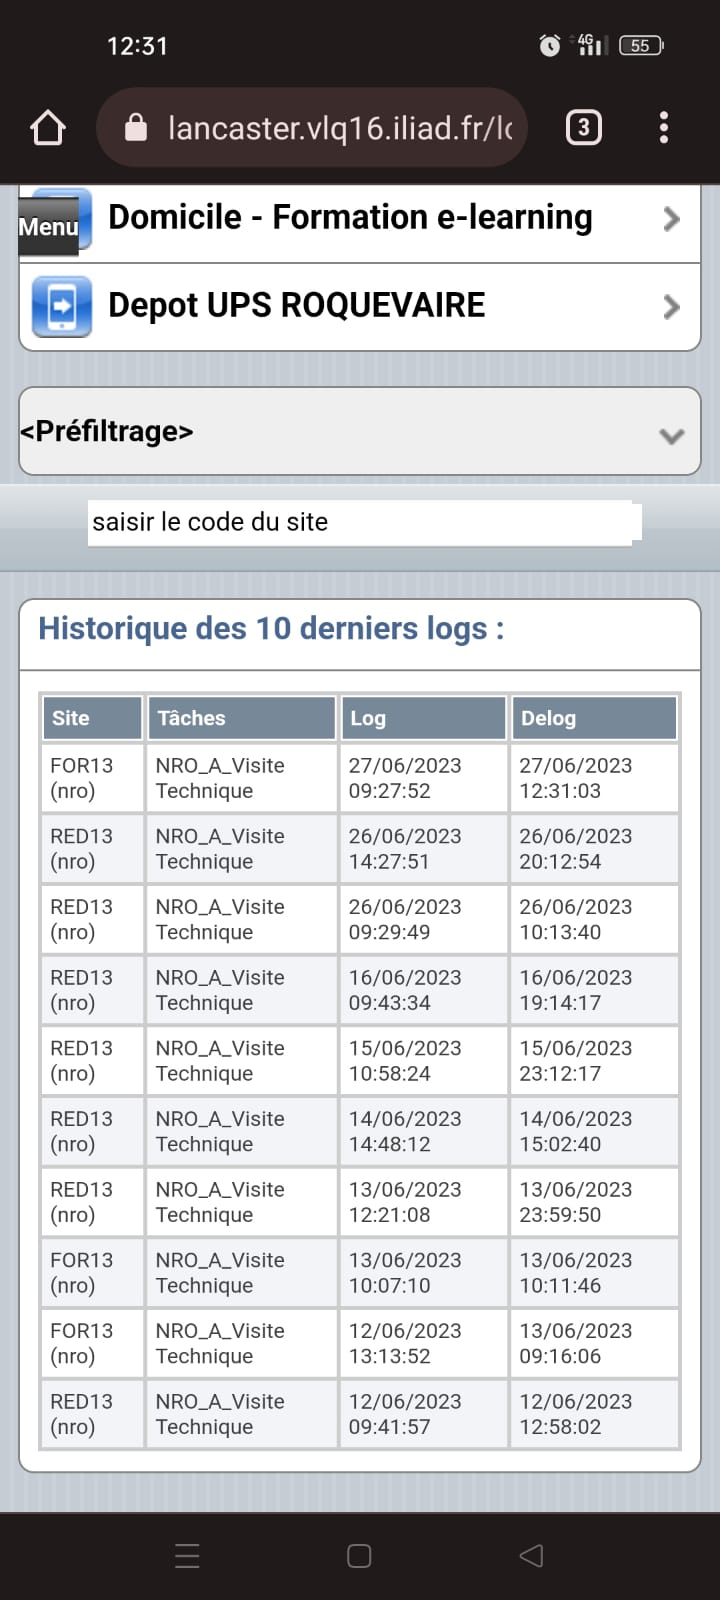 12:31
4G
55
lancaster.vlq16.iliad.fr/lo
3
Menu
Domicile - Formation e-learning
Depot UPS ROQUEVAIRE
<Préfiltrage>
saisir le code du site
Historique des 10 derniers logs :
Site Tâches Log Delog
FOR13 NRO_A_Visite 27/06/2023 27/06/2023
(nro) Technique 09:27:52 12:31:03
RED13 NRO_A_Visite 26/06/2023 26/06/2023
(nro) Technique 14:27:51 20:12:54
RED13 NRO_A_Visite 26/06/2023 26/06/2023
(nro) Technique 09:29:49 10:13:40
RED13 NRO_A_Visite 16/06/2023 16/06/2023
(nro) Technique 09:43:34 19:14:17
RED13 NRO_A_Visite 15/06/2023 15/06/2023
(nro) Technique 10:58:24 23:12:17
RED13 NRO_A_Visite 14/06/2023 14/06/2023
(nro) Technique 14:48:12 15:02:40
RED13 NRO_A_Visite 13/06/2023 13/06/2023
(nro) Technique 12:21:08 23:59:50
FOR13 NRO_A_Visite 13/06/2023 13/06/2023
(nro) Technique 10:07:10 10:11:46
FOR13 NRO_A_Visite 12/06/2023 13/06/2023
(nro) Technique 13:13:52 09:16:06
RED13 NRO_A_Visite 12/06/2023 12/06/2023
(nro) Technique 09:41:57 12:58:02